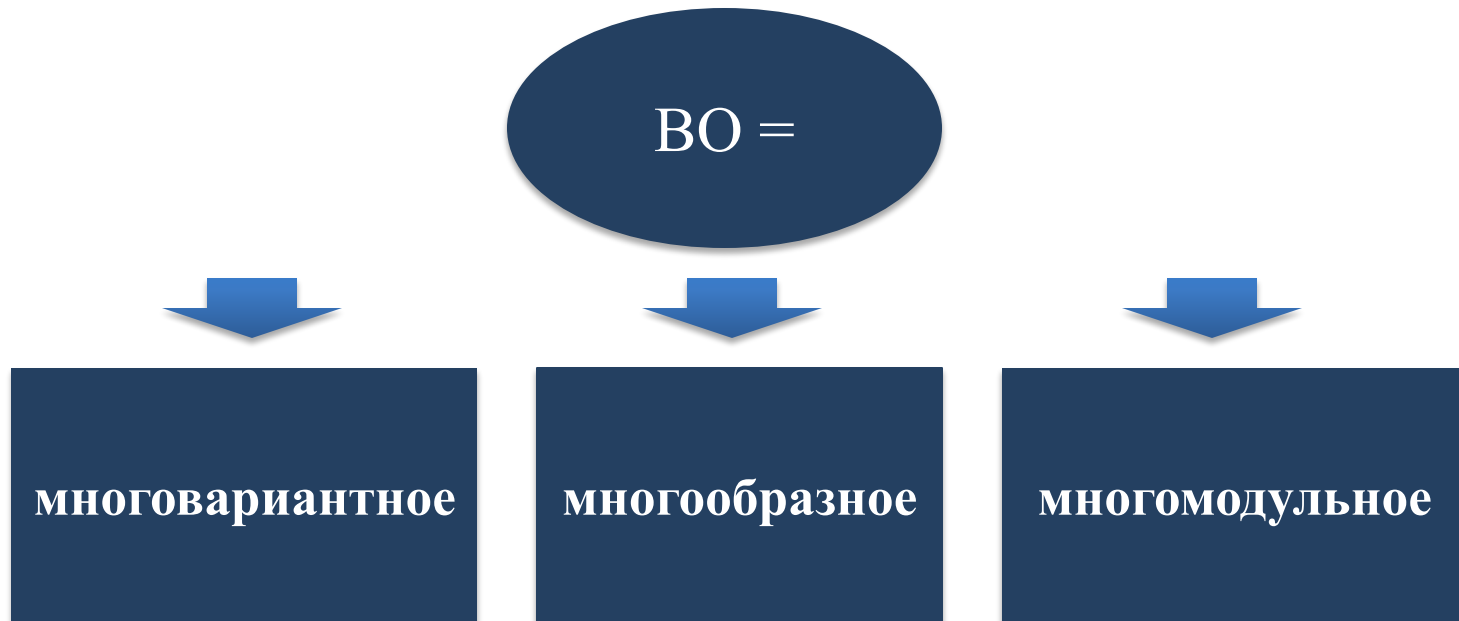 ВО =
многовариантное
многообразное
многомодульное